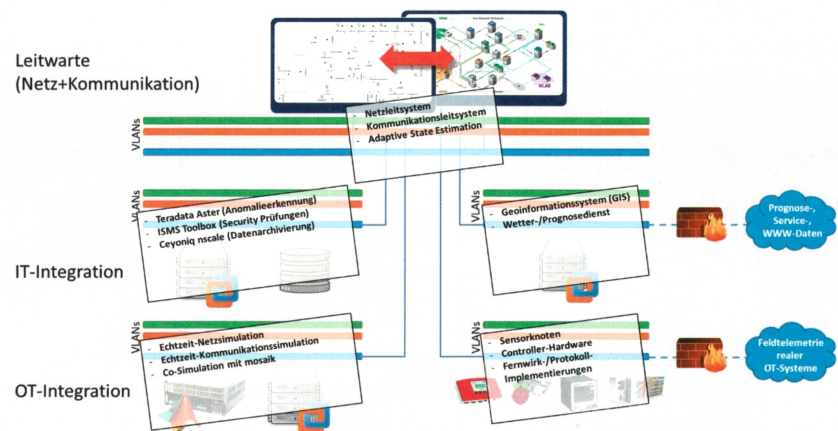 Leitwarte
(Netz+Kommunikation)
VLAN
- Netzleitsystem
- Kommunikationsleitsystem
- Adaptive State Estimation
VLANs
VLANs
- Teradata Aster (Anomalieerkennung)
- ISMS Toolbox (Security Prüfungen)
- Ceyoniq nscale (Datenarchivierung)
VLANs
- Geoinformationssystem (GIS)
- Wetter-/Prognosedienst
Prognose-,
Service-,
WWW-Daten
IT-Integration
VLANs
- Echtzeit-Netzsimulation
- Echtzeit-Kommunikationssimulation
- Co-Simulation mit mosaik
VLANs
- Sensorknoten
- Controller-Hardware
- Fernwirk-/Protokoll-
Implementierungen
Feldtelemetrie
realer
OT-Systeme
OT-Integration